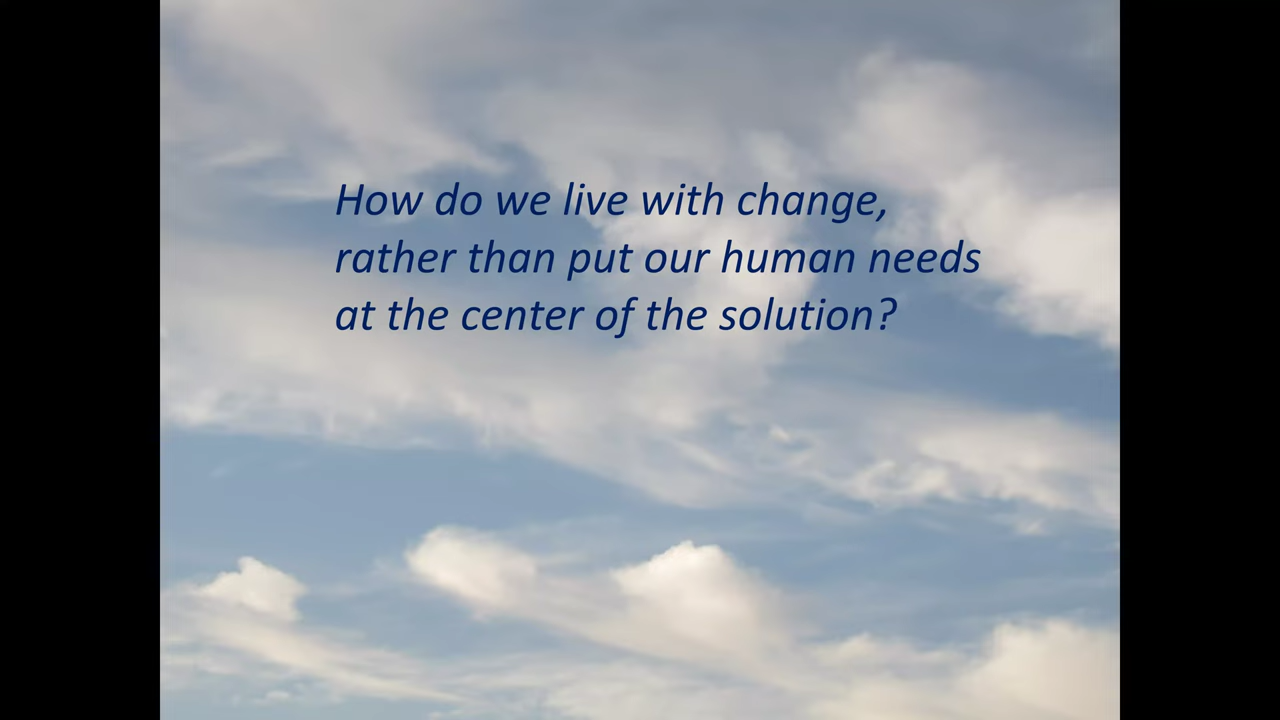 How do we live with change,
rather than put our human needs
at the center of the solution?